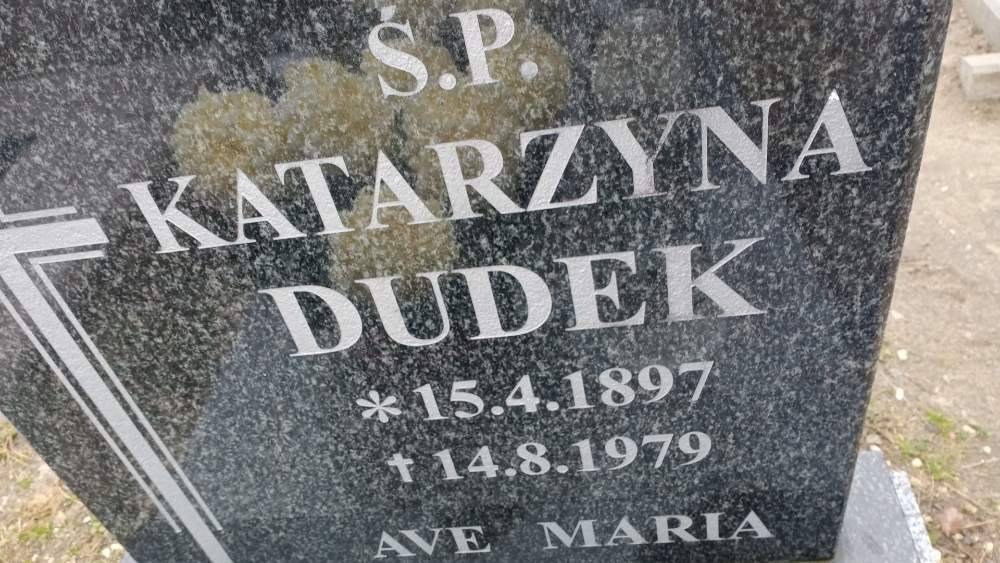 Ś.P.
KATARZYNA
DUDEK
* 15.4.1897
† 14.8.1979
AVE MARIA